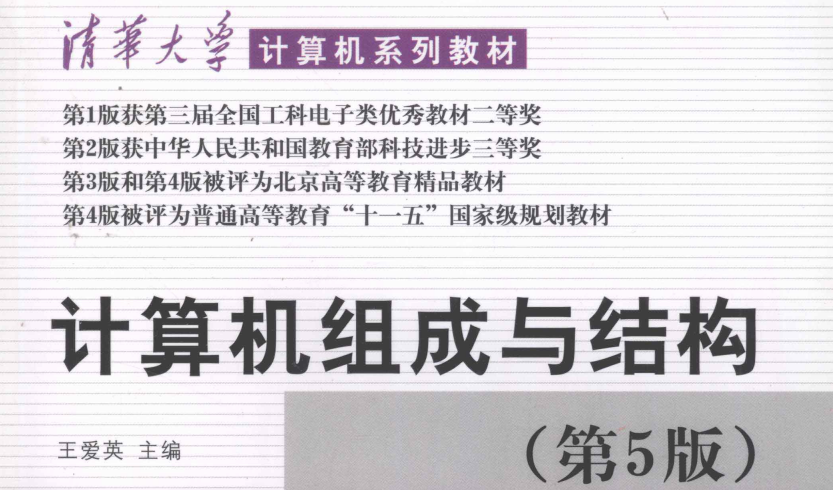 清华大学 计算机系列教材
第1版获第三届全国工科电子类优秀教材二等奖
第2版获中华人民共和国教育部科技进步三等奖
第3版和第4版被评为北京高等教育精品教材
第4版被评为普通高等教育“十一五”国家级规划教材
计算机组成与结构
王爱英 主编
（第5版）